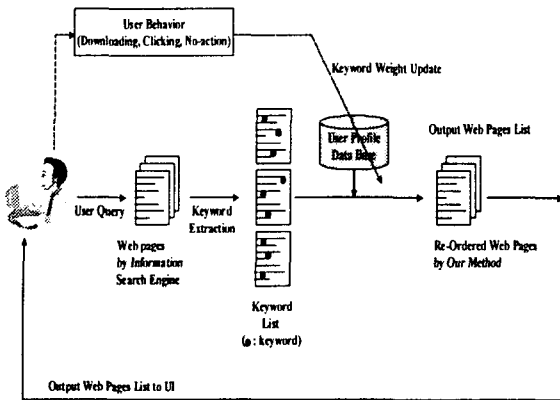 User Behavior
(Downloading, Clicking, No-action)
Keyword Weight Update
User Profile
Data Base
Output Web Pages List
User Query
Keyword
Extraction
Web pages
by Information
Search Engine
Re-Ordered Web Pages
by Our Method
Keyword
List
( : keyword)
Output Web Pages List to UI